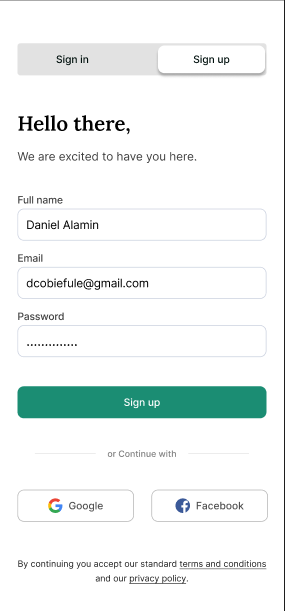 Sign in
Sign up
Hello there,
We are excited to have you here.
Full name
Daniel Alamin
Email
dcobiefule@gmail.com
Password
..............
Sign up
or Continue with
Google
Facebook
By continuing you accept our standard terms and conditions
and our privacy policy.